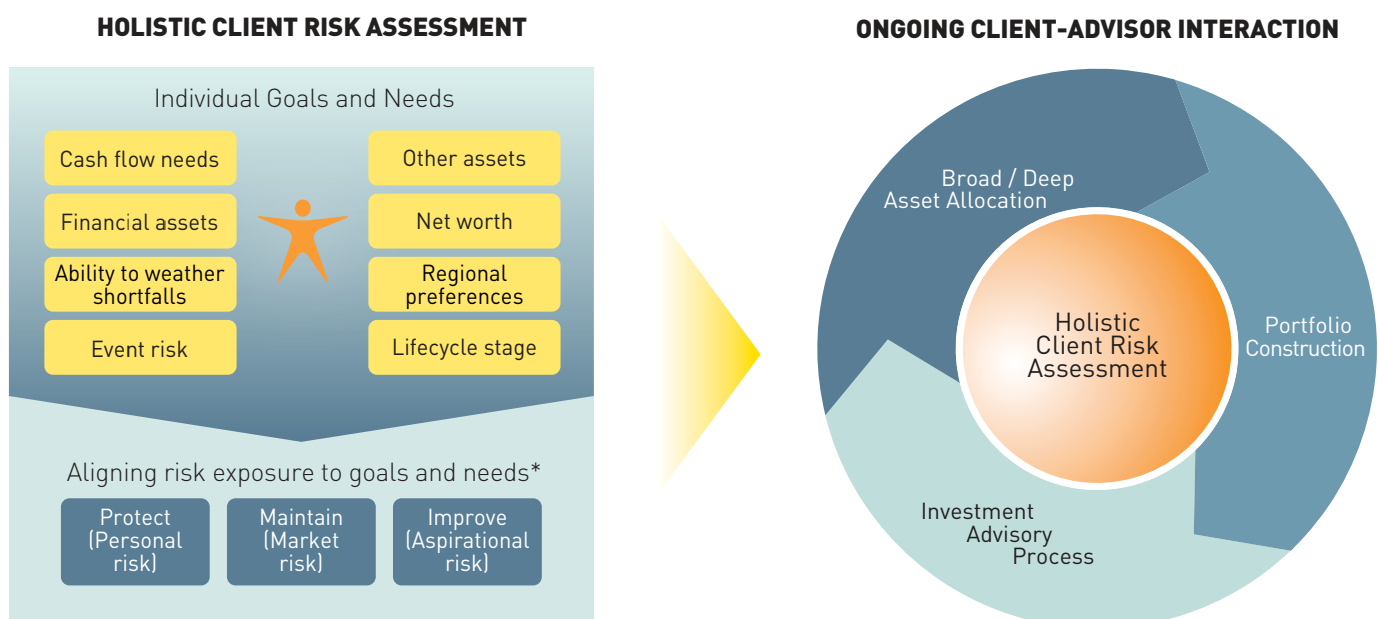 HOLISTIC CLIENT RISK ASSESSMENT
Individual Goals and Needs
Cash flow needs
Financial assets
Ability to weather
shortfalls
Event risk
Other assets
Net worth
Regional
preferences
Lifecycle stage
Aligning risk exposure to goals and needs*
Protect
(Personal
risk)
Maintain
(Market
risk)
Improve
(Aspirational
risk)
ONGOING CLIENT-ADVISOR INTERACTION
Broad / Deep
Asset Allocation
Portfolio
Construction
Investment
Advisory
Process
Holistic
Client Risk
Assessment